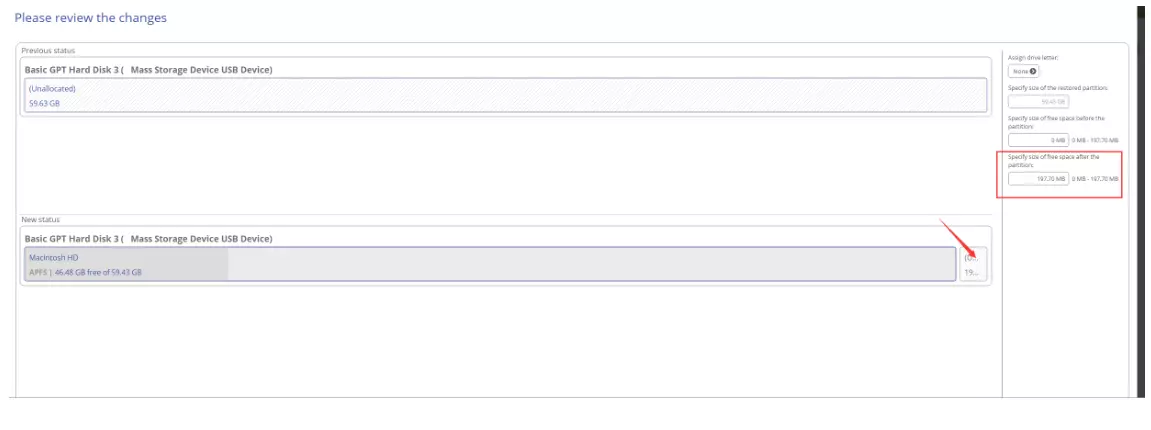 Please review the changes
Previous status
Basic GPT Hard Disk 3 ( Mass Storage Device USB Device)
(Unallocated)
59.63 GB
New status
Basic GPT Hard Disk 3 ( Mass Storage Device USB Device)
Macintosh HD
APFS | 46.48 GB free of 59.43 GB
(U...
19...
Assign drive letter:
None
Specify size of the restored partition:
59.43 GB
Specify size of free space before the
partition:
0 MB 0 MB - 197.70 MB
Specify size of free space after the
partition:
197.70 MB 0 MB - 197.70 MB